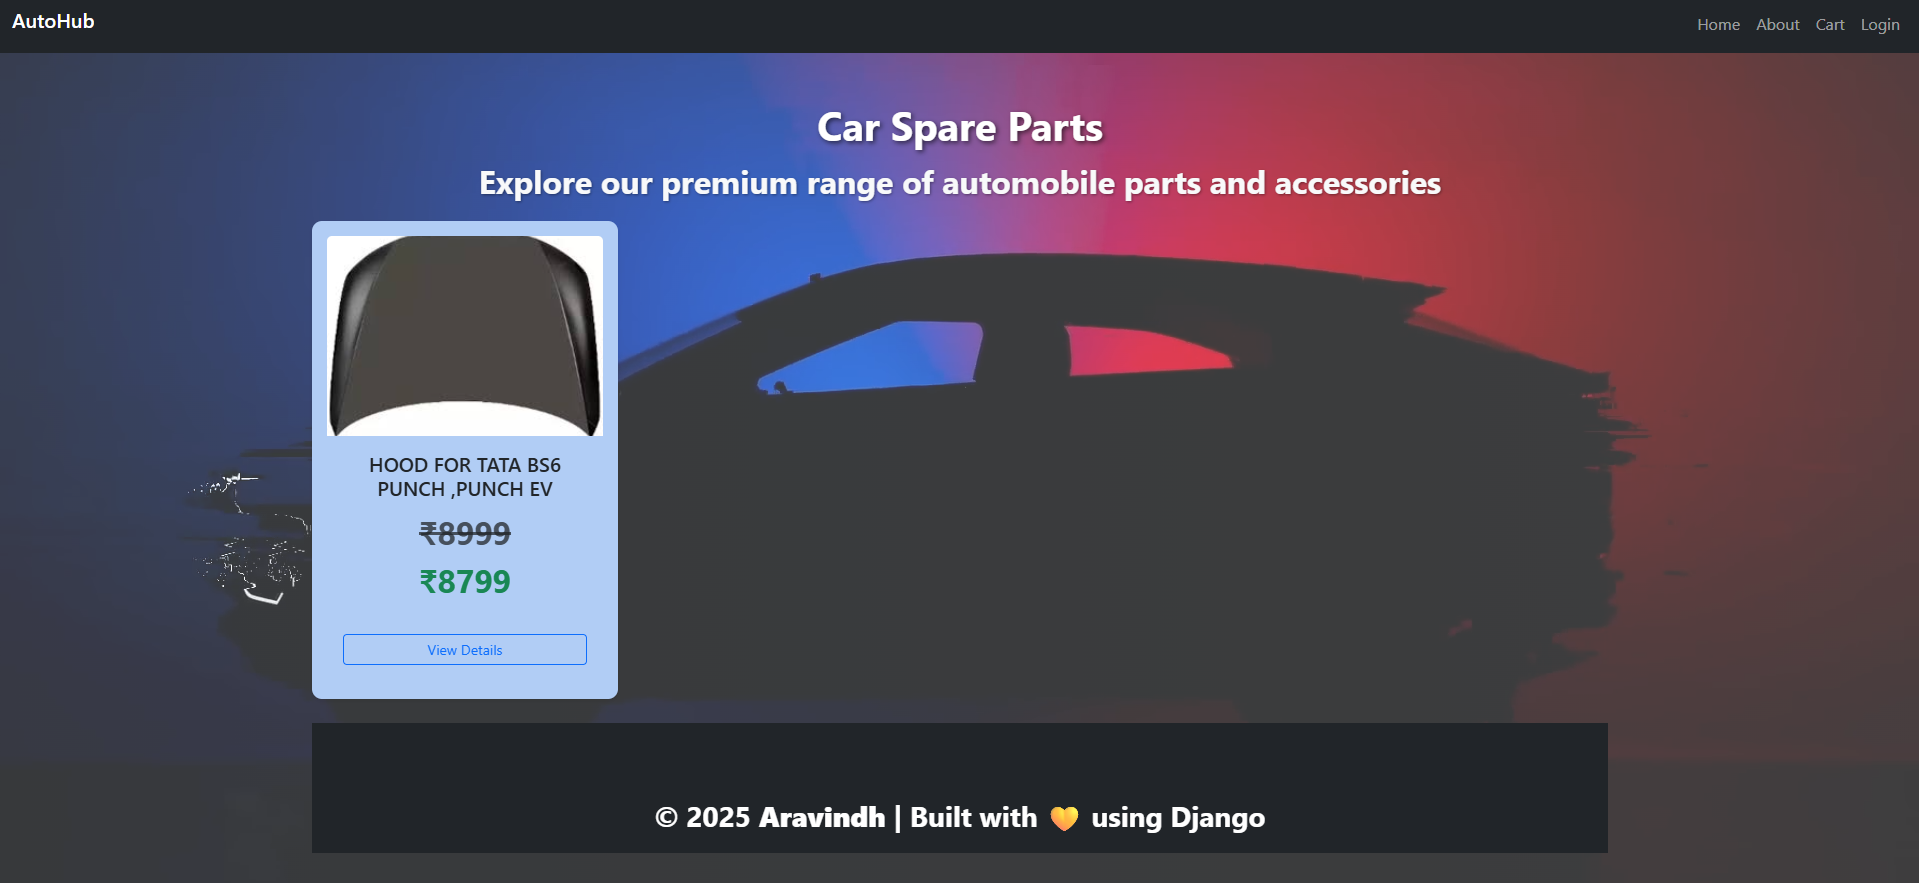 AutoHub
Home About Cart Login
Car Spare Parts
Explore our premium range of automobile parts and accessories
HOOD FOR TATA BS6
PUNCH ,PUNCH EV
₹8999
₹8799
View Details
© 2025 Aravindh | Built with 💛 using Django